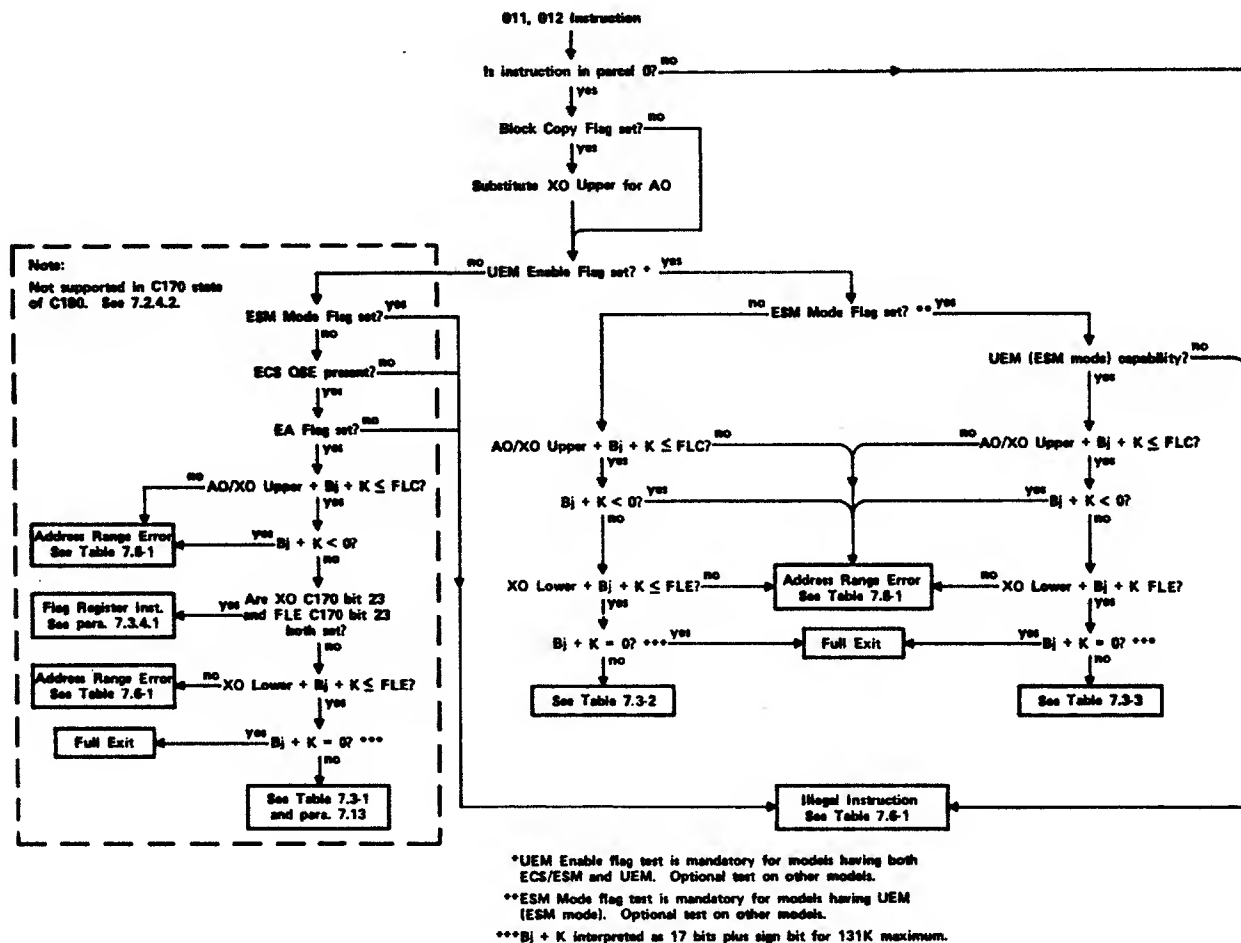 011, 012 Instruction
Is instruction in parcel 0?
no
yes
Block Copy Flag set?
no
yes
Substitute XO Upper for AO
Note:
Not supported in C170 state
of C180. See 7.2.4.2.
no
UEM Enable Flag set? *
yes
ESM Mode Flag set?
yes
no
ECS OSE present?
no
yes
EA Flag set?
no
yes
no
AO/XO Upper + Bj + K ≤ FLC?
yes
Address Range Error
See Table 7.6-1
yes
Bj + K < 0?
no
Flag Register Inst.
See para. 7.3.4.1
yes
Are XO C170 bit 23
and FLE C170 bit 23
both set?
no
Address Range Error
See Table 7.6-1
no
XO Lower + Bj + K ≤ FLE?
yes
Full Exit
yes
Bj + K = 0? ***
no
See Table 7.3-1
and para. 7.13
no
ESM Mode Flag set? **
yes
UEM (ESM mode) capability?
no
yes
AO/XO Upper + Bj + K ≤ FLC?
no
yes
no
AO/XO Upper + Bj + K ≤ FLC?
yes
Bj + K < 0?
yes
no
yes
Bj + K < 0?
no
XO Lower + Bj + K ≤ FLE?
no
yes
Address Range Error
See Table 7.6-1
no
XO Lower + Bj + K FLE?
yes
Bj + K = 0? ***
yes
no
Full Exit
yes
Bj + K = 0? ***
no
See Table 7.3-2
See Table 7.3-3
Illegal Instruction
See Table 7.6-1
*UEM Enable flag test is mandatory for models having both
ECS/ESM and UEM. Optional test on other models.
**ESM Mode flag test is mandatory for models having UEM
(ESM mode). Optional test on other models.
***Bj + K interpreted as 17 bits plus sign bit for 131K maximum.